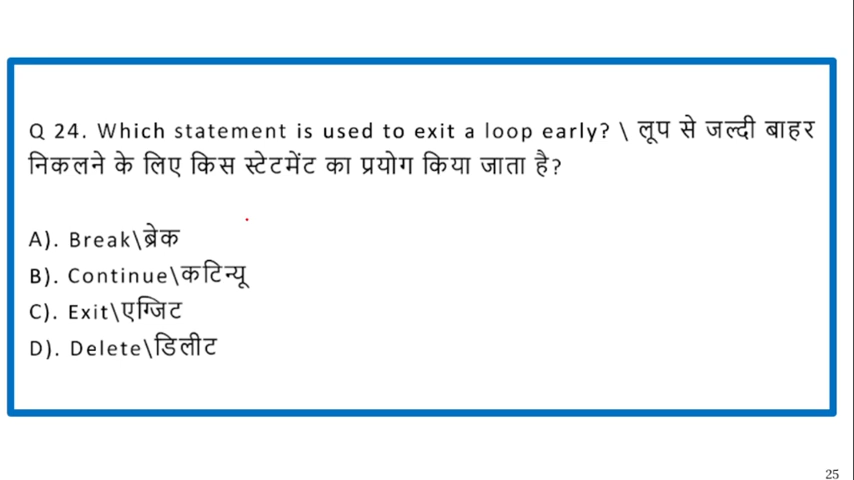 Q 24. Which statement is used to exit a loop early? \ लूप से जल्दी बाहर
निकलने के लिए किस स्टेटमेंट का प्रयोग किया जाता है?
A). Break\ब्रेक
B). Continue\कटिन्यू
C). Exit\एग्जिट
D). Delete\डिलीट
25